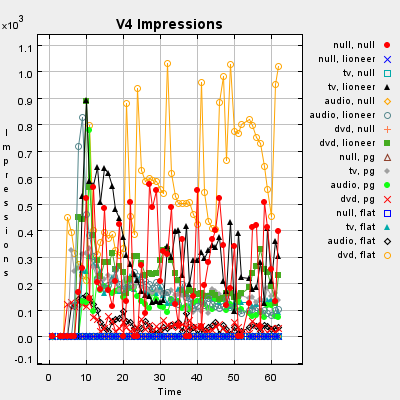 V4 Impressions
x10^3
1.1
1.0
0.9
0.8
0.7
0.6
0.5
0.4
0.3
0.2
0.1
0.0
-0.1
Impressions
0 10 20 30 40 50 60
Time
null, null
null, lioneer
tv, null
tv, lioneer
audio, null
audio, lioneer
dvd, null
dvd, lioneer
null, pg
tv, pg
audio, pg
dvd, pg
null, flat
tv, flat
audio, flat
dvd, flat